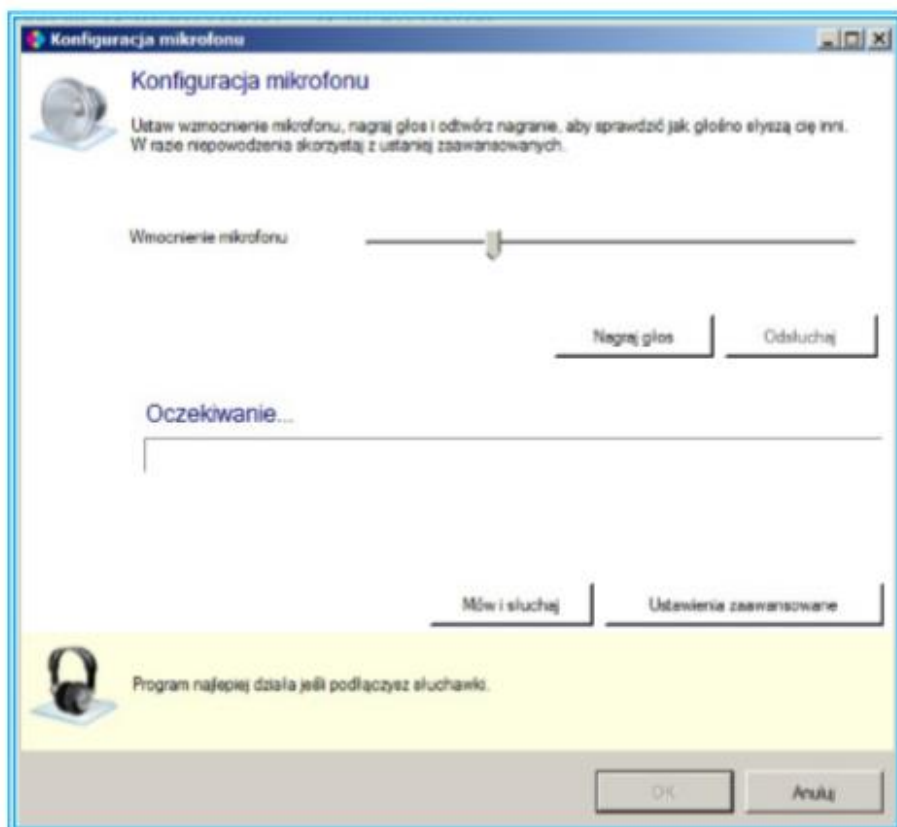 Konfiguracja mikrofonu
Konfiguracja mikrofonu
Ustaw wzmocnienie mikrofonu, nagraj głos i odtwórz nagranie, aby sprawdzić jak głośno słyszą cię inni.
W razie niepowodzenia skorzystaj z ustaniej zaawansowanych.
Wmocnienie mikrofonu
Nagraj głos Odsłuchaj
Oczekiwanie...
Mów i słuchaj Ustawienia zaawansowane
Program najlepiej działa jeśli podłączysz słuchawki.
OK Anuluj